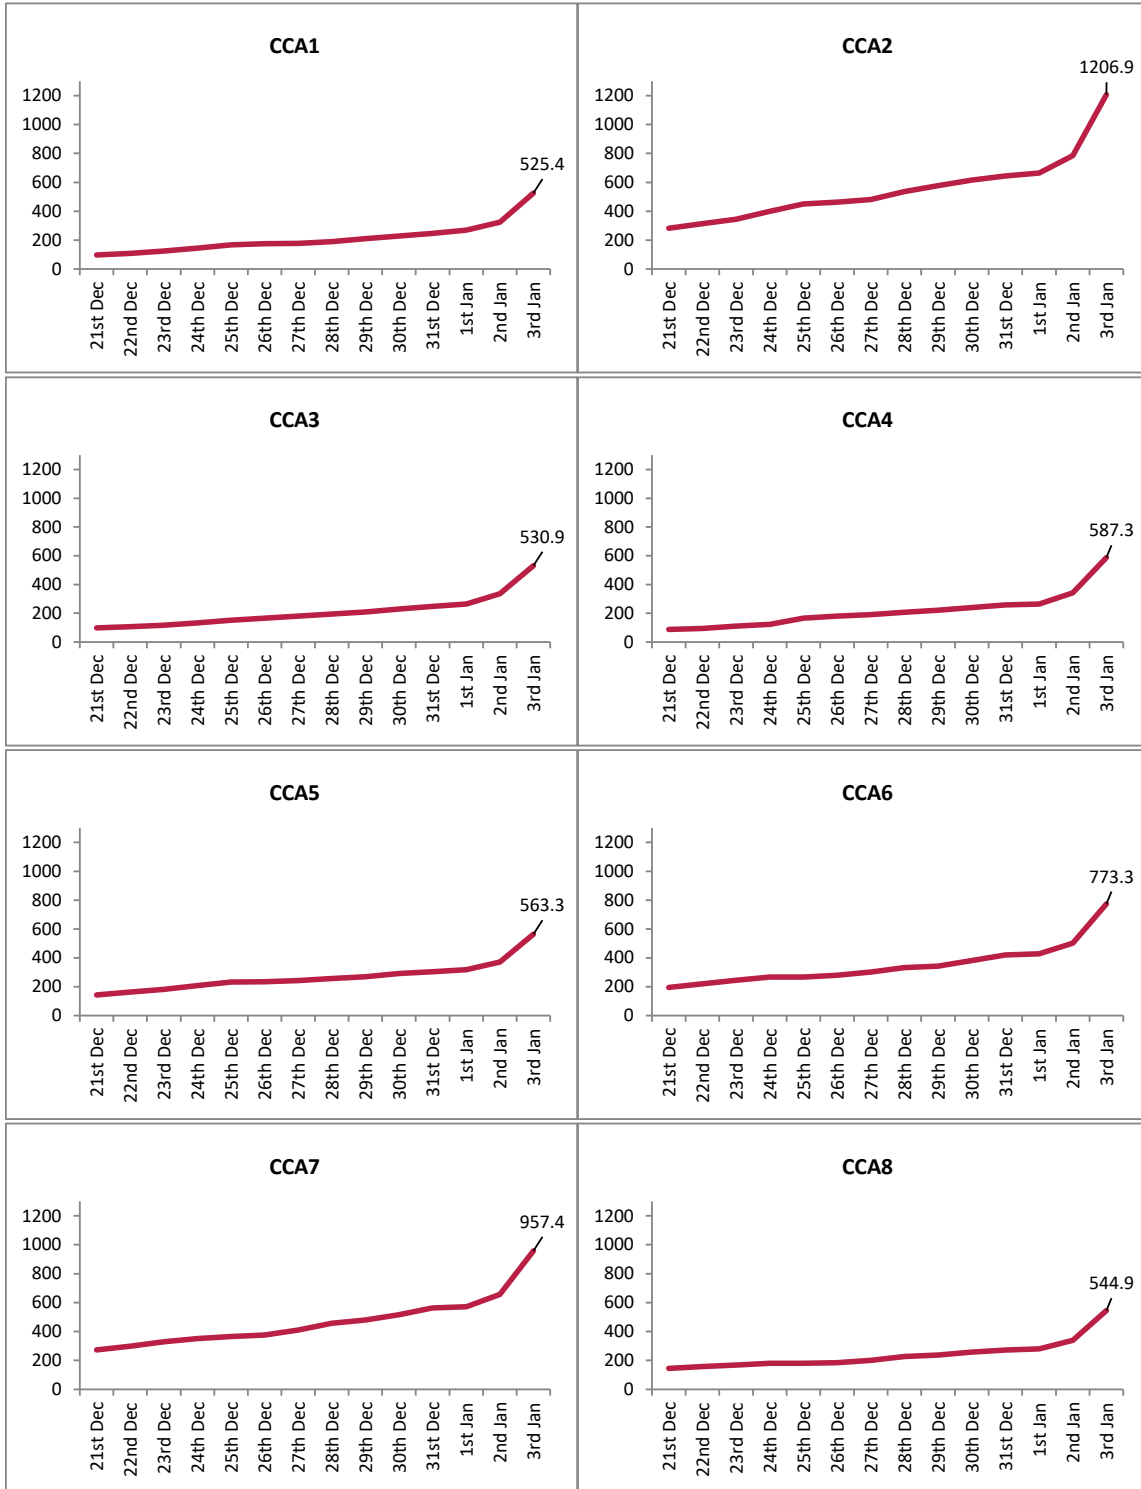 CCA1
525.4
1200
1000
800
600
400
200
0
21st Dec
22nd Dec
23rd Dec
24th Dec
25th Dec
26th Dec
27th Dec
28th Dec
29th Dec
30th Dec
31st Dec
1st Jan
2nd Jan
3rd Jan
CCA2
1206.9
1200
1000
800
600
400
200
0
21st Dec
22nd Dec
23rd Dec
24th Dec
25th Dec
26th Dec
27th Dec
28th Dec
29th Dec
30th Dec
31st Dec
1st Jan
2nd Jan
3rd Jan
CCA3
530.9
1200
1000
800
600
400
200
0
21st Dec
22nd Dec
23rd Dec
24th Dec
25th Dec
26th Dec
27th Dec
28th Dec
29th Dec
30th Dec
31st Dec
1st Jan
2nd Jan
3rd Jan
CCA4
587.3
1200
1000
800
600
400
200
0
21st Dec
22nd Dec
23rd Dec
24th Dec
25th Dec
26th Dec
27th Dec
28th Dec
29th Dec
30th Dec
31st Dec
1st Jan
2nd Jan
3rd Jan
CCA5
563.3
1200
1000
800
600
400
200
0
21st Dec
22nd Dec
23rd Dec
24th Dec
25th Dec
26th Dec
27th Dec
28th Dec
29th Dec
30th Dec
31st Dec
1st Jan
2nd Jan
3rd Jan
CCA6
773.3
1200
1000
800
600
400
200
0
21st Dec
22nd Dec
23rd Dec
24th Dec
25th Dec
26th Dec
27th Dec
28th Dec
29th Dec
30th Dec
31st Dec
1st Jan
2nd Jan
3rd Jan
CCA7
957.4
1200
1000
800
600
400
200
0
21st Dec
22nd Dec
23rd Dec
24th Dec
25th Dec
26th Dec
27th Dec
28th Dec
29th Dec
30th Dec
31st Dec
1st Jan
2nd Jan
3rd Jan
CCA8
544.9
1200
1000
800
600
400
200
0
21st Dec
22nd Dec
23rd Dec
24th Dec
25th Dec
26th Dec
27th Dec
28th Dec
29th Dec
30th Dec
31st Dec
1st Jan
2nd Jan
3rd Jan